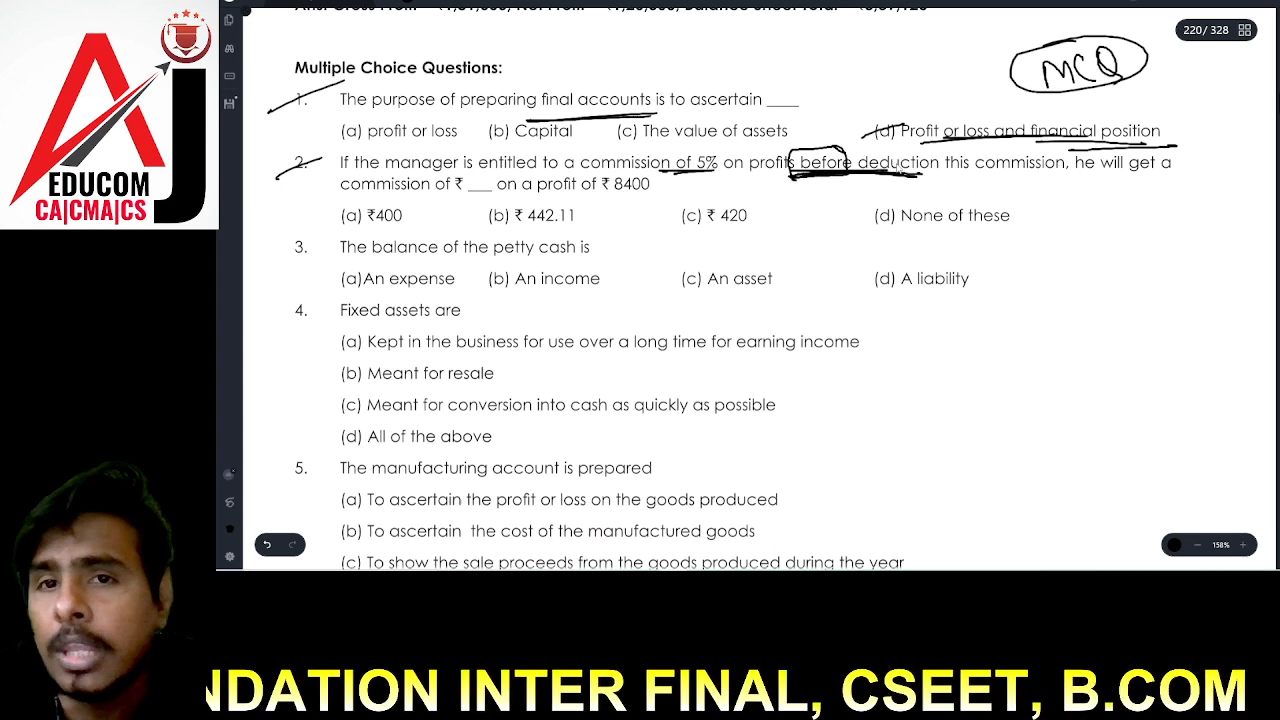 Multiple Choice Questions:
MCQ
1. The purpose of preparing final accounts is to ascertain ____
(a) profit or loss (b) Capital (c) The value of assets (d) Profit or loss and financial position
2. If the manager is entitled to a commission of 5% on profits before deduction this commission, he will get a
commission of ₹ ___ on a profit of ₹ 8400
(a) ₹400 (b) ₹ 442.11 (c) ₹ 420 (d) None of these
3. The balance of the petty cash is
(a)An expense (b) An income (c) An asset (d) A liability
4. Fixed assets are
(a) Kept in the business for use over a long time for earning income
(b) Meant for resale
(c) Meant for conversion into cash as quickly as possible
(d) All of the above
5. The manufacturing account is prepared
(a) To ascertain the profit or loss on the goods produced
(b) To ascertain the cost of the manufactured goods
(c) To show the sale proceeds from the goods produced during the year
220 / 328
158%
AJ
EDUCOM
CA|CMA|CS
NDATION INTER FINAL, CSEET, B.COM